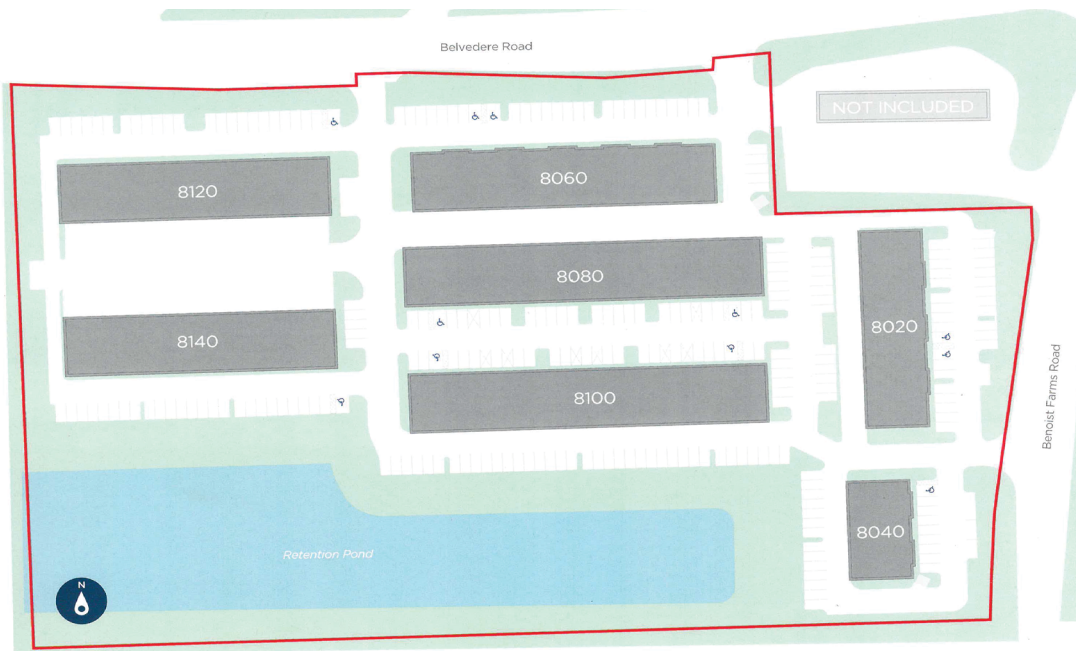 Belvedere Road
NOT INCLUDED
8120
8060
8080
8020
8140
8100
Benoist Farms Road
8040
Retention Pond
N